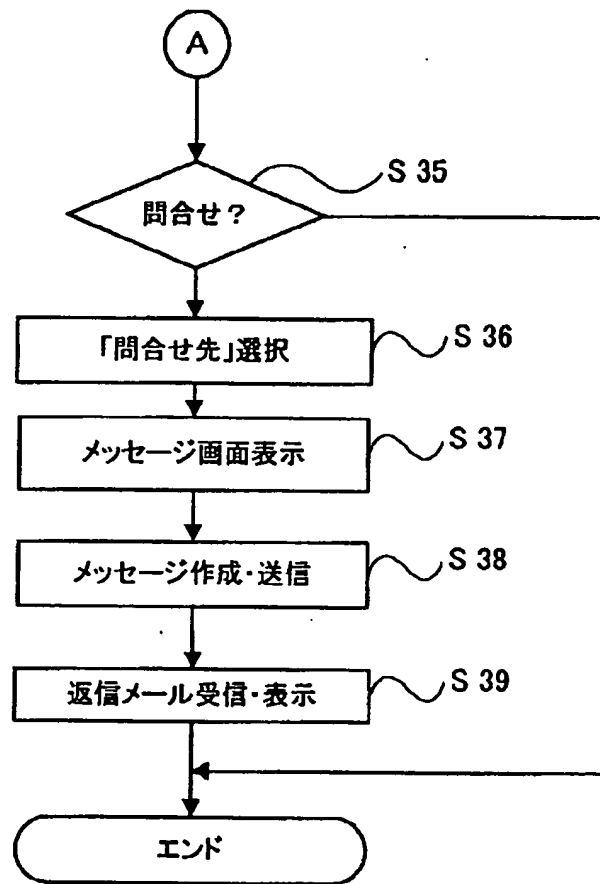 A
S 35
問合せ？
「問合せ先」選択
S 36
メッセージ画面表示
S 37
メッセージ作成・送信
S 38
返信メール受信・表示
S 39
エンド